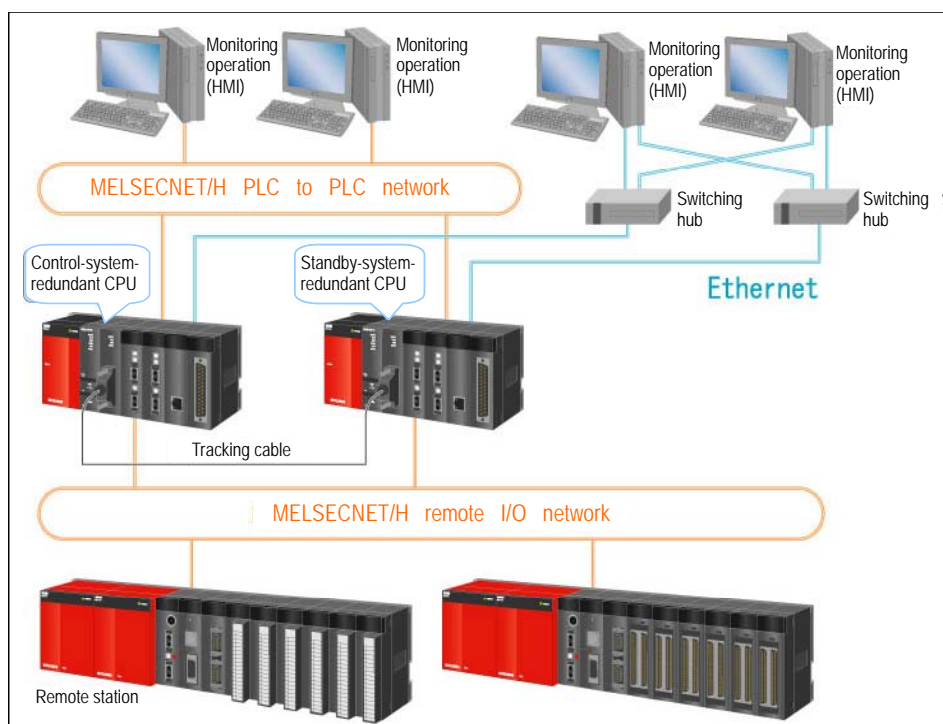 Monitoring
operation
(HMI)
Monitoring
operation
(HMI)
Monitoring
operation
(HMI)
Monitoring
operation
(HMI)
MELSECNET/H PLC to PLC network
Switching
hub
Switching
hub
Control-system-
redundant CPU
Standby-system-
redundant CPU
Ethernet
Tracking cable
MELSECNET/H remote I/O network
Remote station